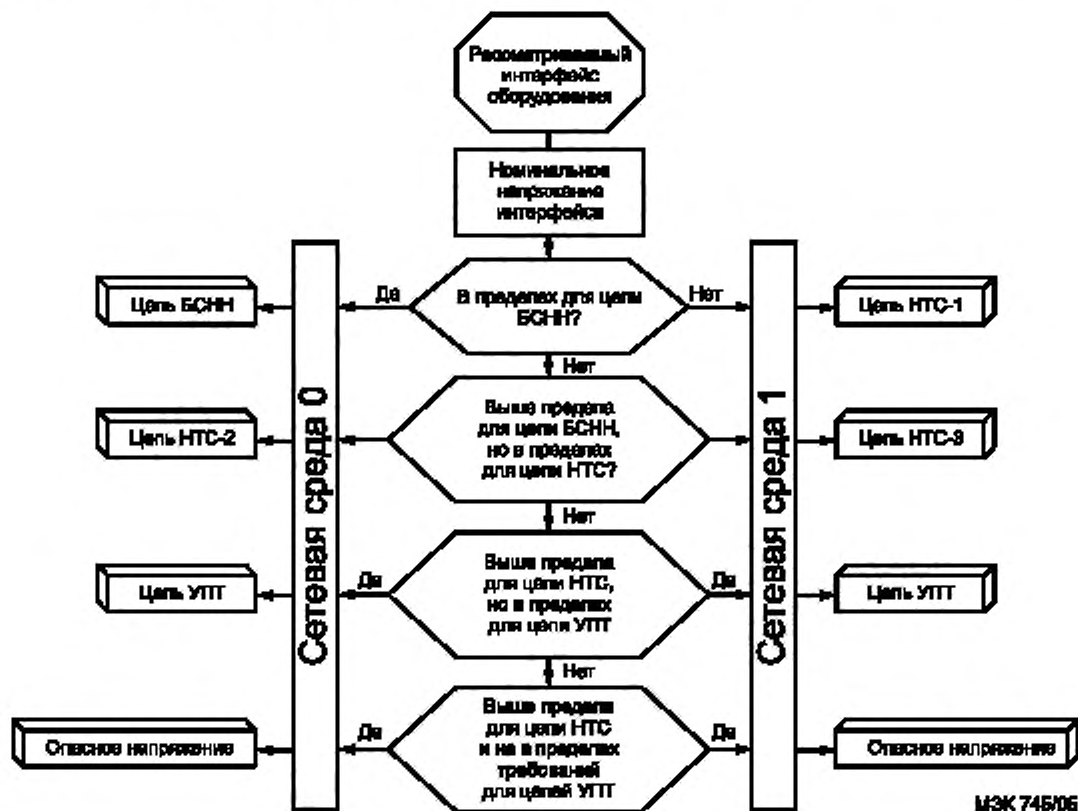 Рассматриваемый
интерфейс
оборудования
Номинальное
напряжение
интерфейса
Да
В пределах для цепи
БСНН?
Нет
Цепь БСНН
Цепь НТС-1
Нет
Выше предела
для цепи БСНН,
но в пределах
для цепи НТС?
Цепь НТС-2
Цепь НТС-3
Нет
Сетевая среда 0
Сетевая среда 1
Да
Выше предела
для цепи НТС,
но в пределах
для цепи УПТ
Да
Цепь УПТ
Цепь УПТ
Нет
Да
Выше предела
для цепи НТС
и не в пределах
требований
для цепей УПТ
Да
Опасное напряжение
Опасное напряжение